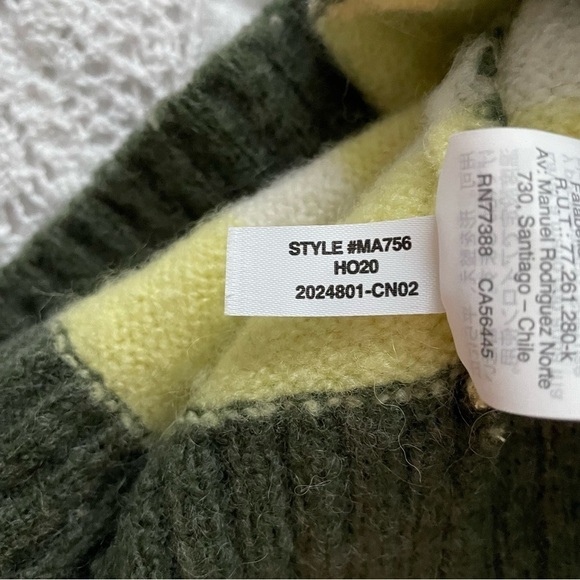 STYLE #MA756
HO20
2024801-CN02
R.U.T.: 77.261.280-K
Av. Manuel Rodriguez Norte
730, Santiago – Chile
RN77388 CA56445